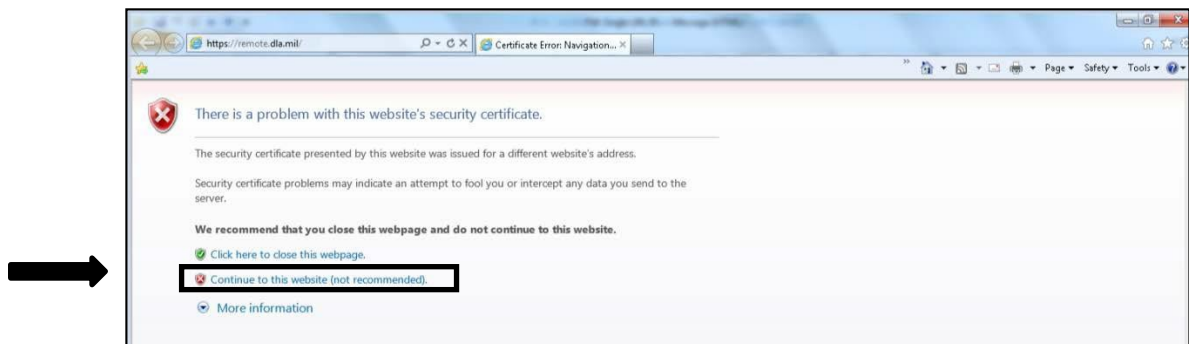 https://remote.dla.mil/
Certificate Error: Navigation...
Page
Safety
Tools
There is a problem with this website's security certificate.
The security certificate presented by this website was issued for a different website's address.
Security certificate problems may indicate an attempt to fool you or intercept any data you send to the
server.
We recommend that you close this webpage and do not continue to this website.
Click here to close this webpage.
Continue to this website (not recommended).
More information